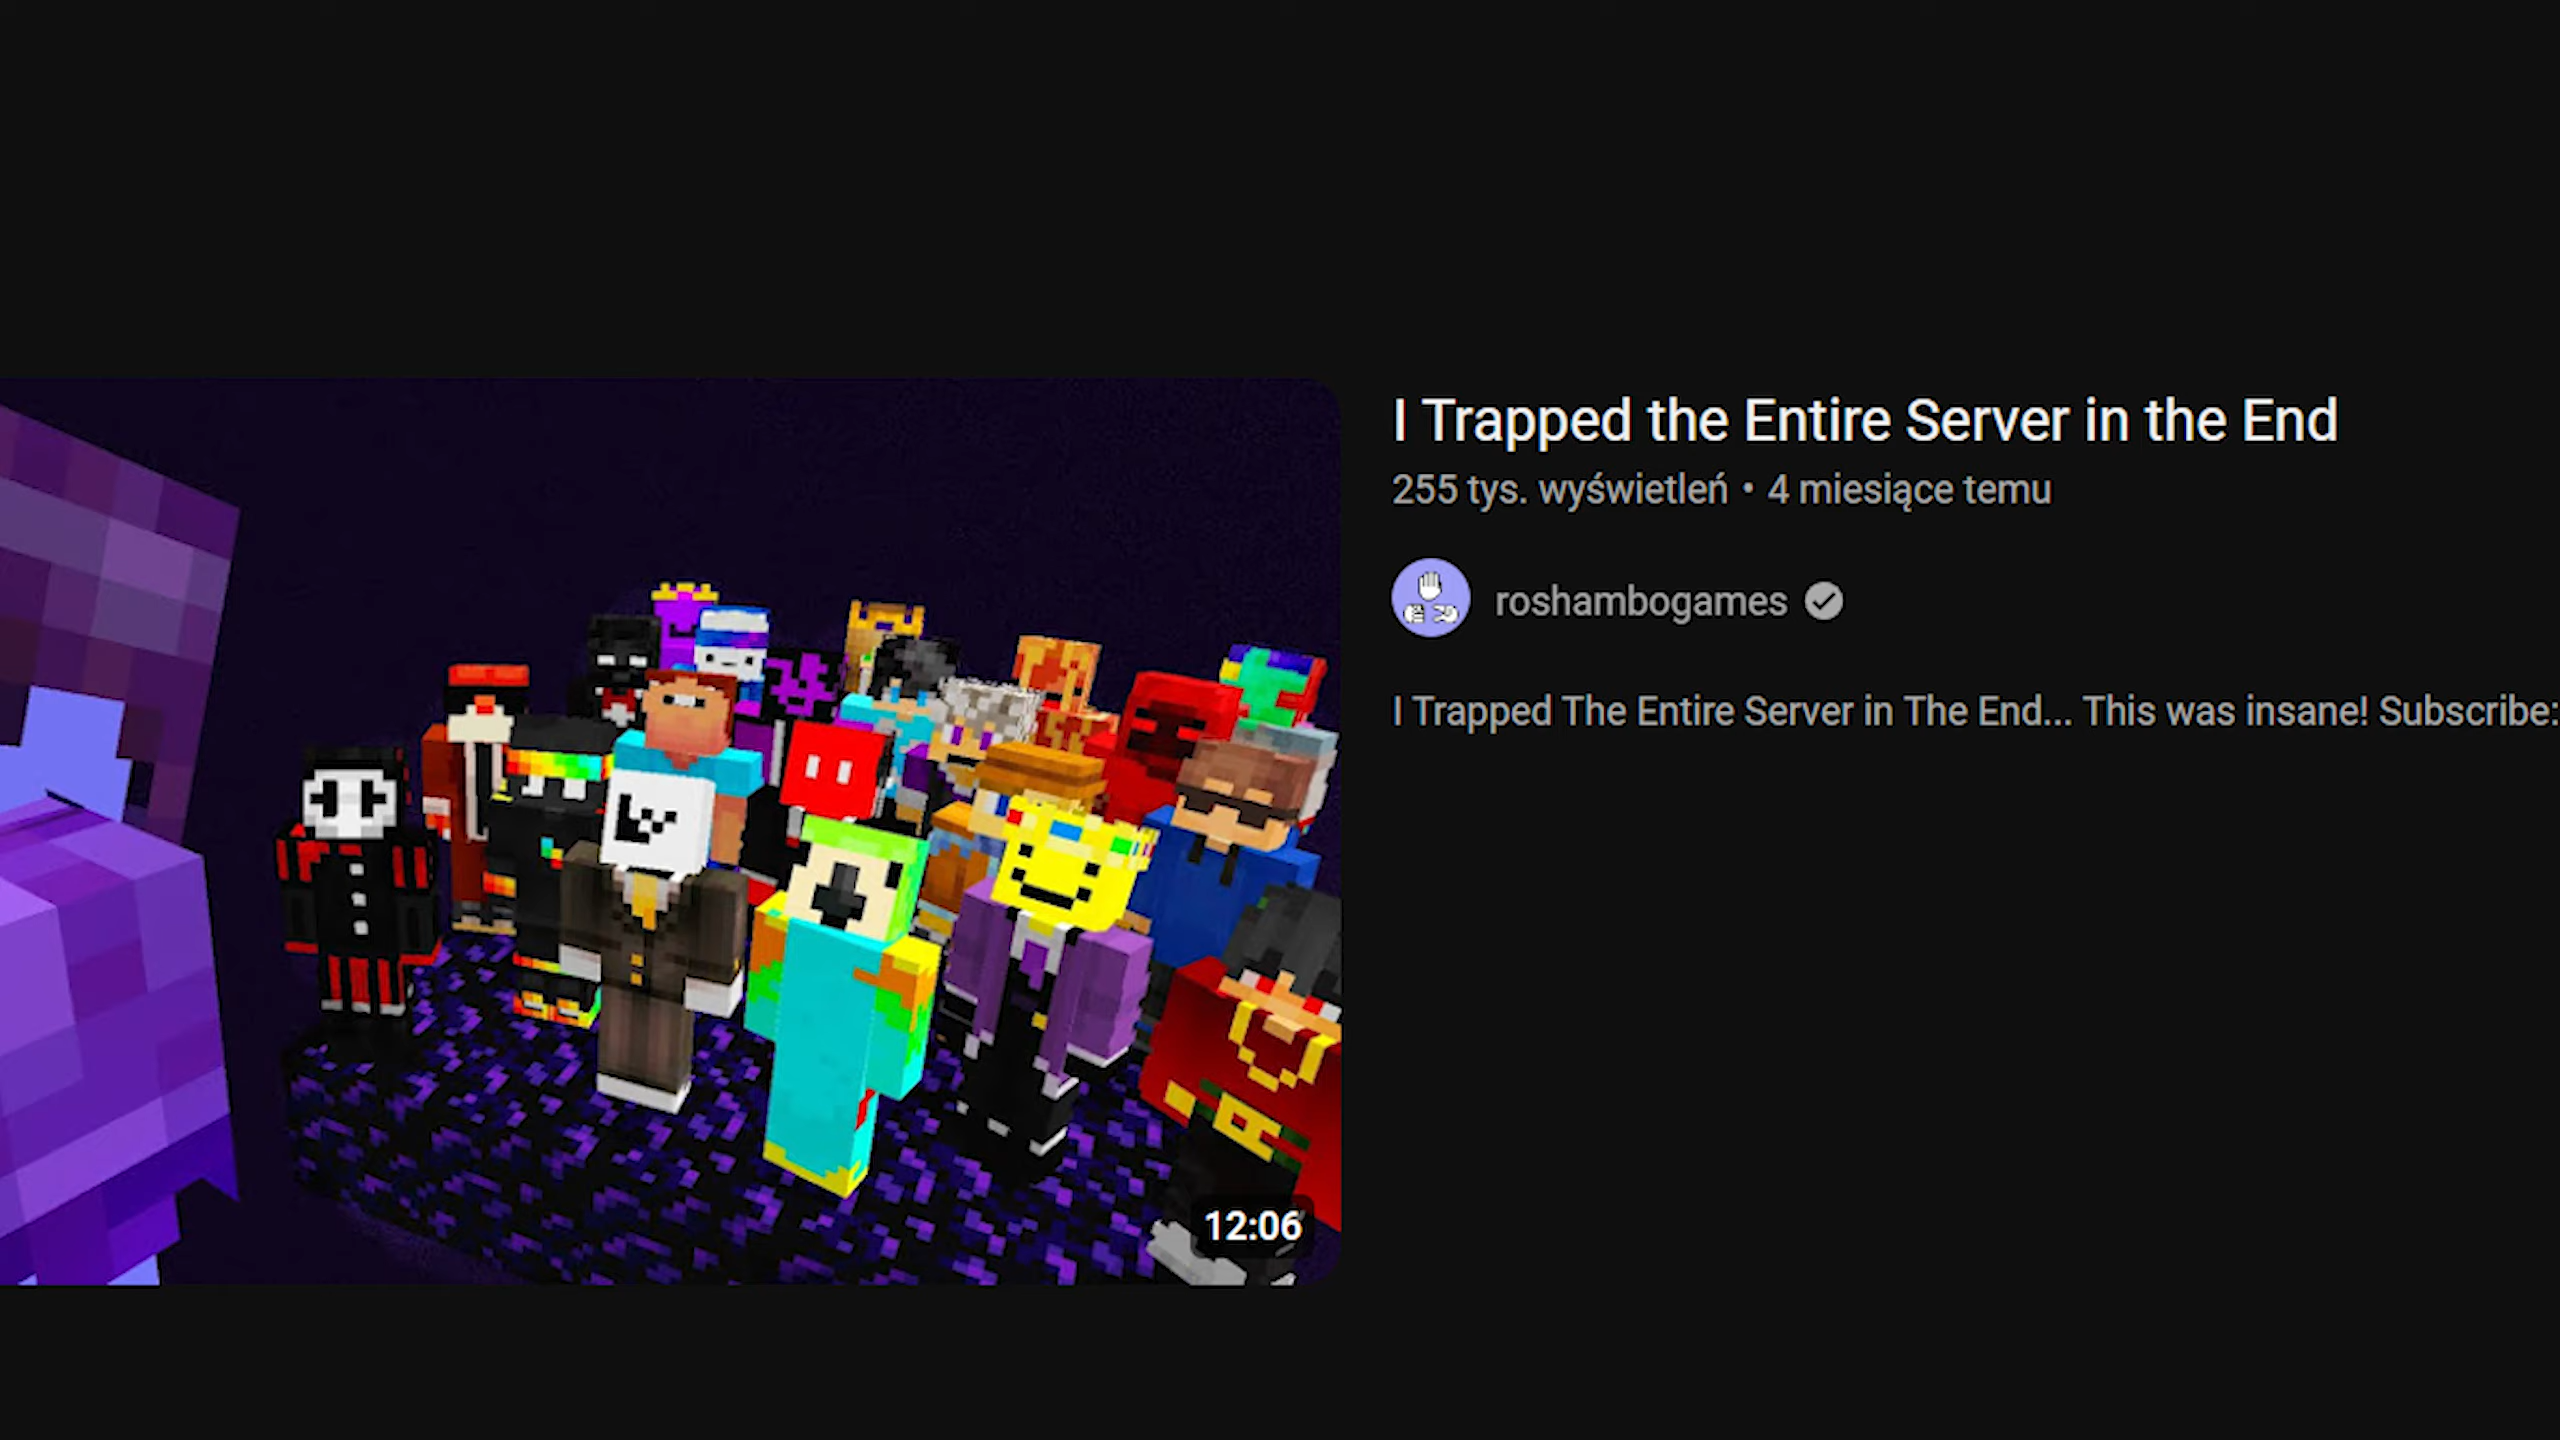 I Trapped the Entire Server in the End
255 tys. wyświetleń • 4 miesiące temu
roshambogames
I Trapped The Entire Server in The End... This was insane! Subscribe:
12:06